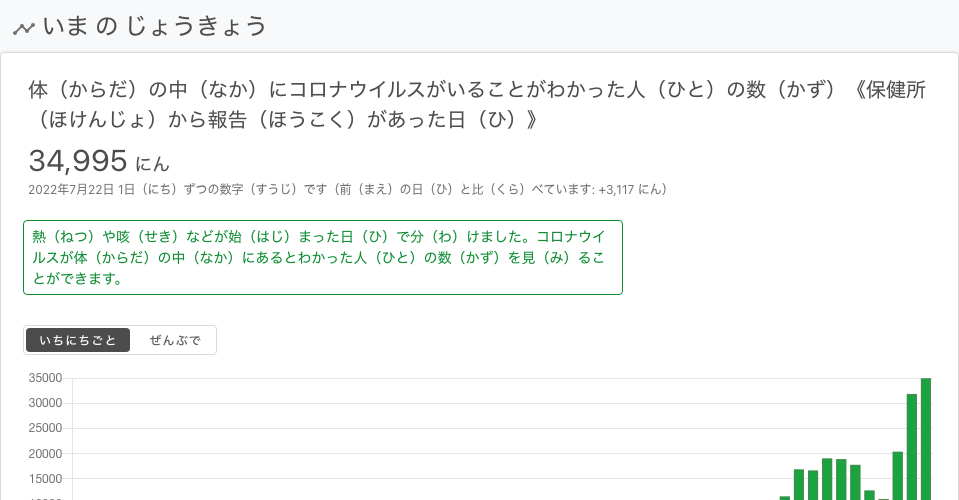 いま の じょうきょう
体（からだ）の中（なか）にコロナウイルスがいることがわかった人（ひと）の数（かず）《保健所
（ほけんじょ）から報告（ほうこく）があった日（ひ）》
34,995 にん
2022年7月22日 1日（にち）ずつの数字（すうじ）です（前（まえ）の日（ひ）と比（くら）べています: +3,117 にん）
熱（ねつ）や咳（せき）などが始（はじ）まった日（ひ）で分（わ）けました。コロナウイ
ルスが体（からだ）の中（なか）にあるとわかった人（ひと）の数（かず）を見（み）るこ
とができます。
いちにちごと ぜんぶで
35000
30000
25000
20000
15000